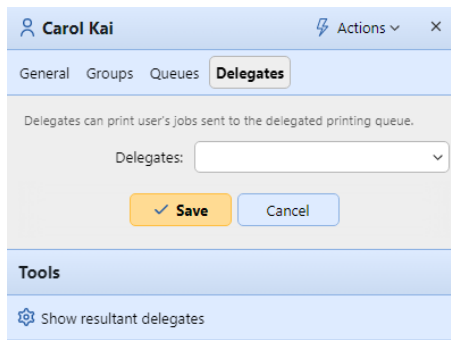 Carol Kai Actions
General Groups Queues Delegates
Delegates can print user's jobs sent to the delegated printing queue.
Delegates:
Save Cancel
Tools
Show resultant delegates